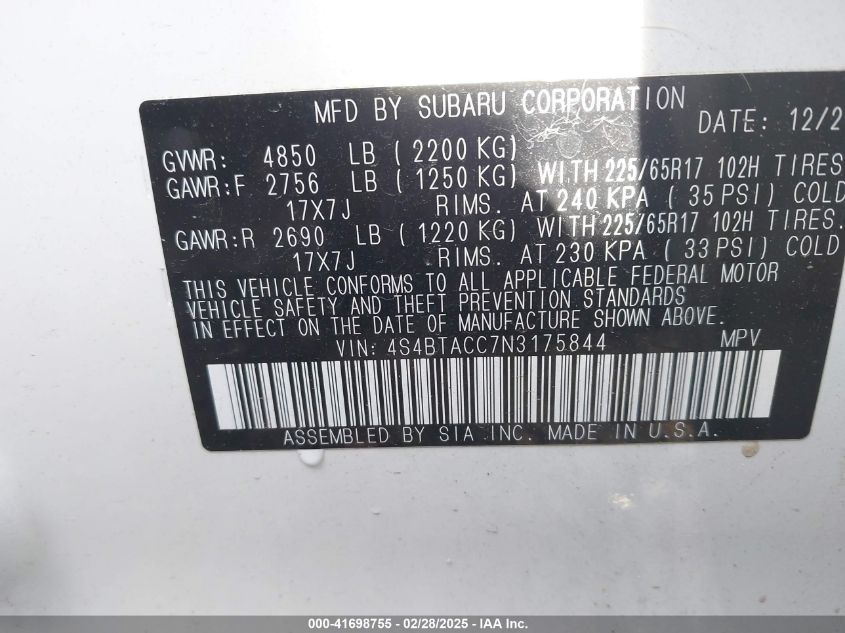 MFD BY SUBARU CORPORATION
DATE: 12/2
GVWR: 4850 LB ( 2200 KG)
GAWR:F 2756 LB ( 1250 KG) WITH 225/65R17 102H TIRES
17X7J RIMS. AT 240 KPA ( 35 PSI) COLD
GAWR:R 2690 LB ( 1220 KG) WITH 225/65R17 102H TIRES.
17X7J RIMS. AT 230 KPA ( 33 PSI) COLD
THIS VEHICLE CONFORMS TO ALL APPLICABLE FEDERAL MOTOR
VEHICLE SAFETY AND THEFT PREVENTION STANDARDS
IN EFFECT ON THE DATE OF MANUFACTURE SHOWN ABOVE.
VIN: 4S4BTACC7N3175844 MPV
ASSEMBLED BY SIA INC. MADE IN U.S.A.
000-41698755 — 02/28/2025 — IAA Inc.